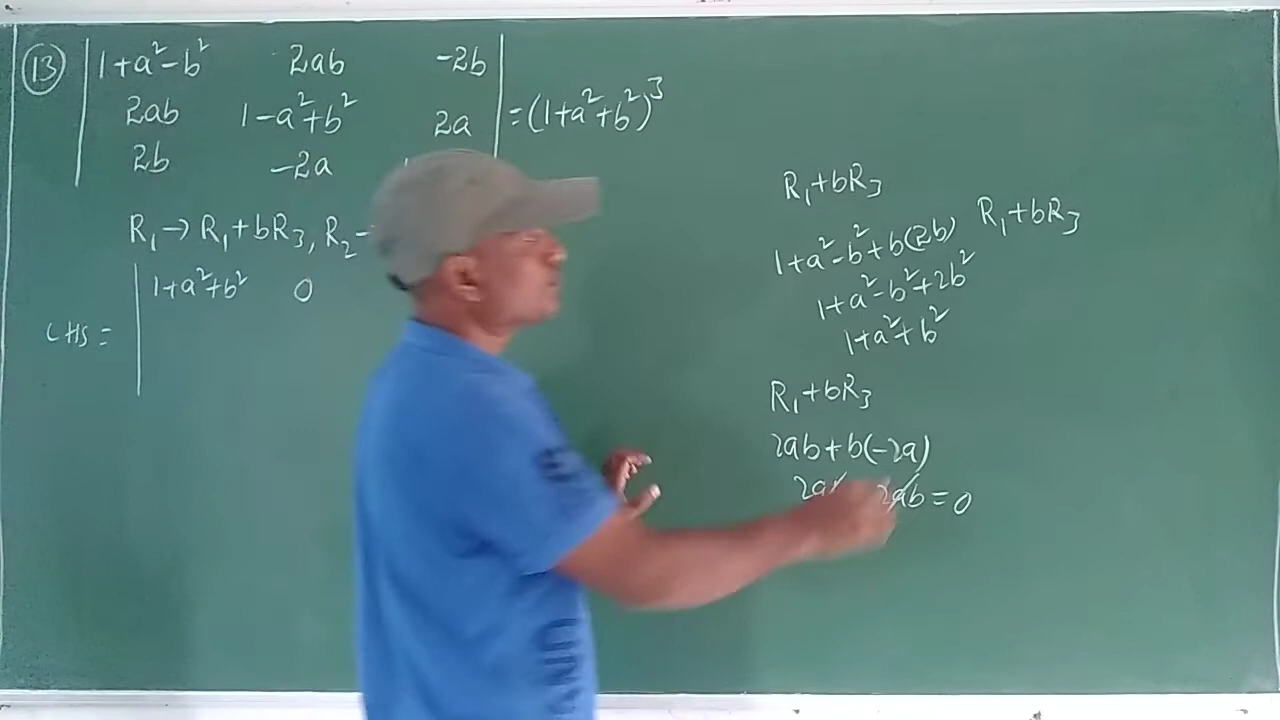 13 | 1+a²-b² 2ab -2b |
2ab 1-a²+b² 2a = (1+a²+b²)³
2b -2a
R₁→R₁+bR₃, R₂-
1+a²+b² 0
LHS =
R₁+bR₃
1+a²-b²+b(2b)
1+a²-b²+2b²
1+a²+b²
R₁+bR₃
R₁+bR₃
2ab+b(-2a)
2ab = 0